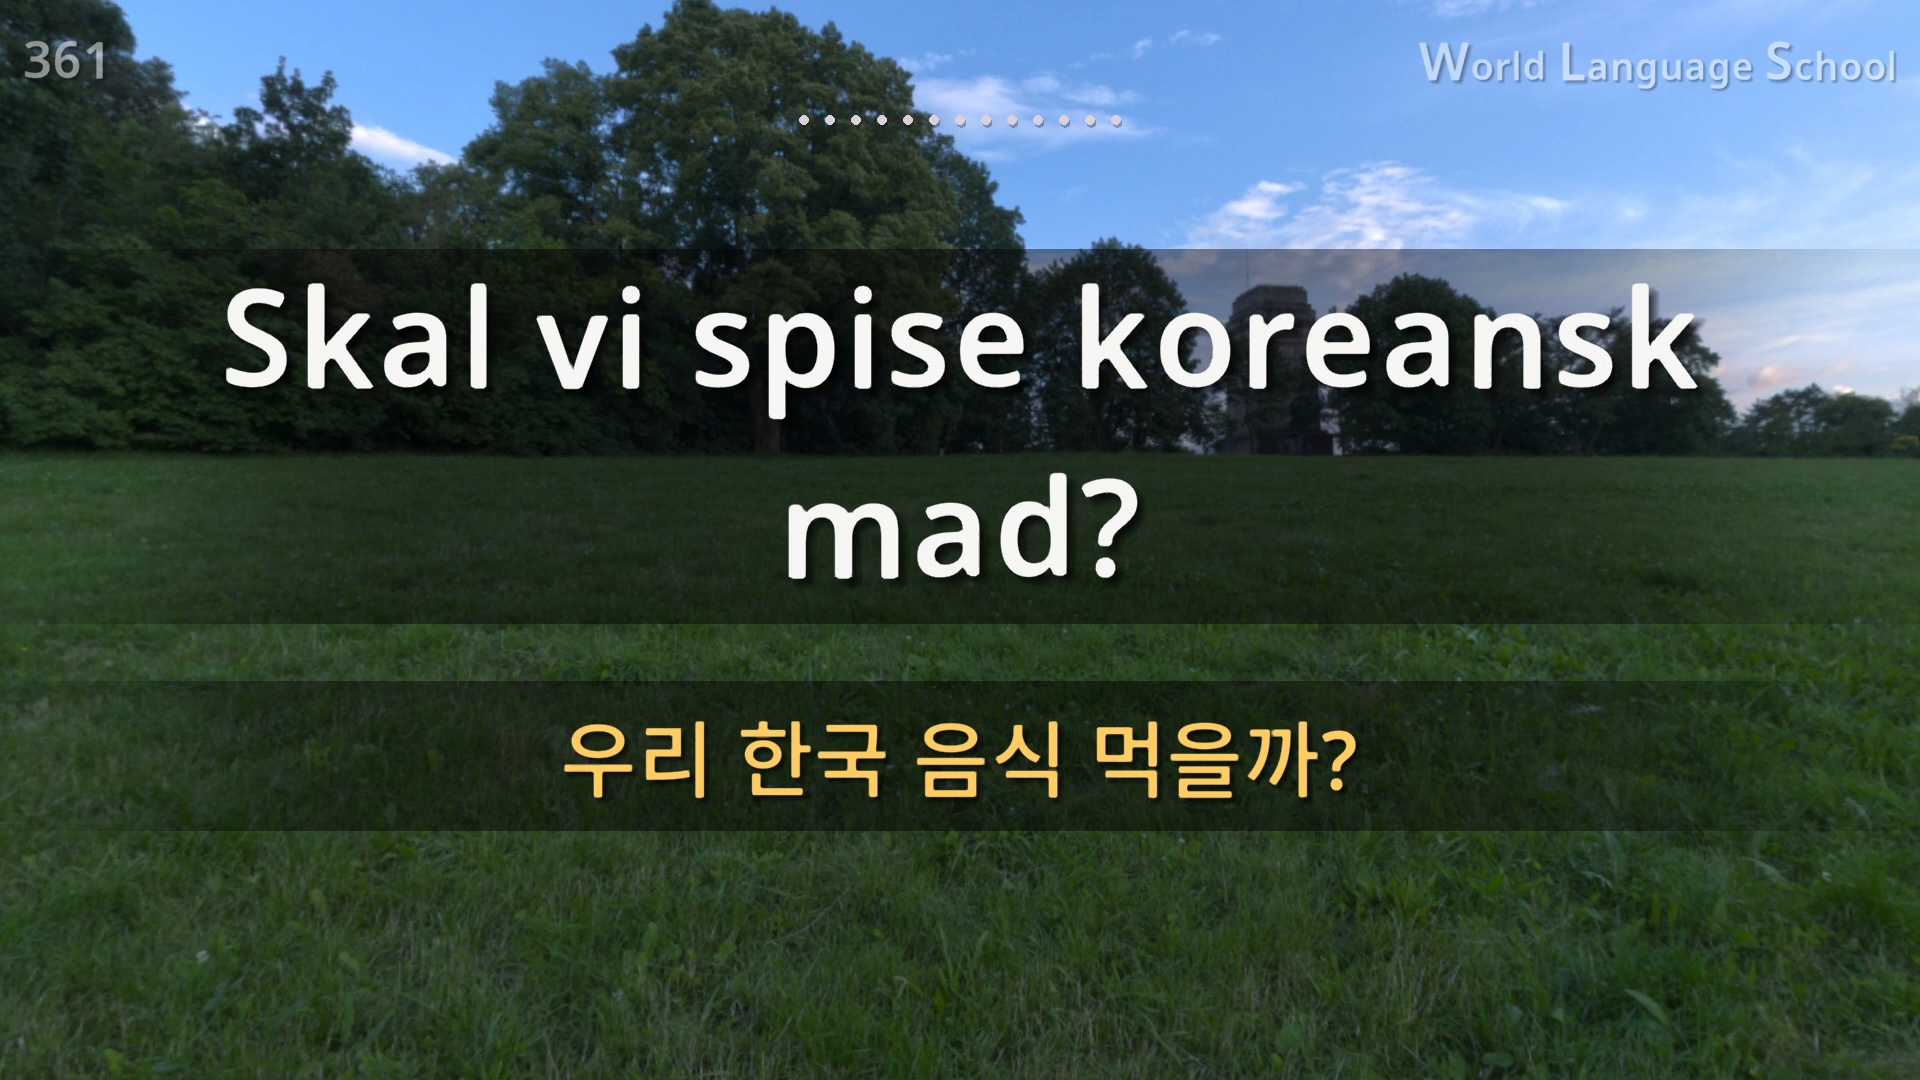 361
World Language School
Skal vi spise koreansk
mad?
우리 한국 음식 먹을까?